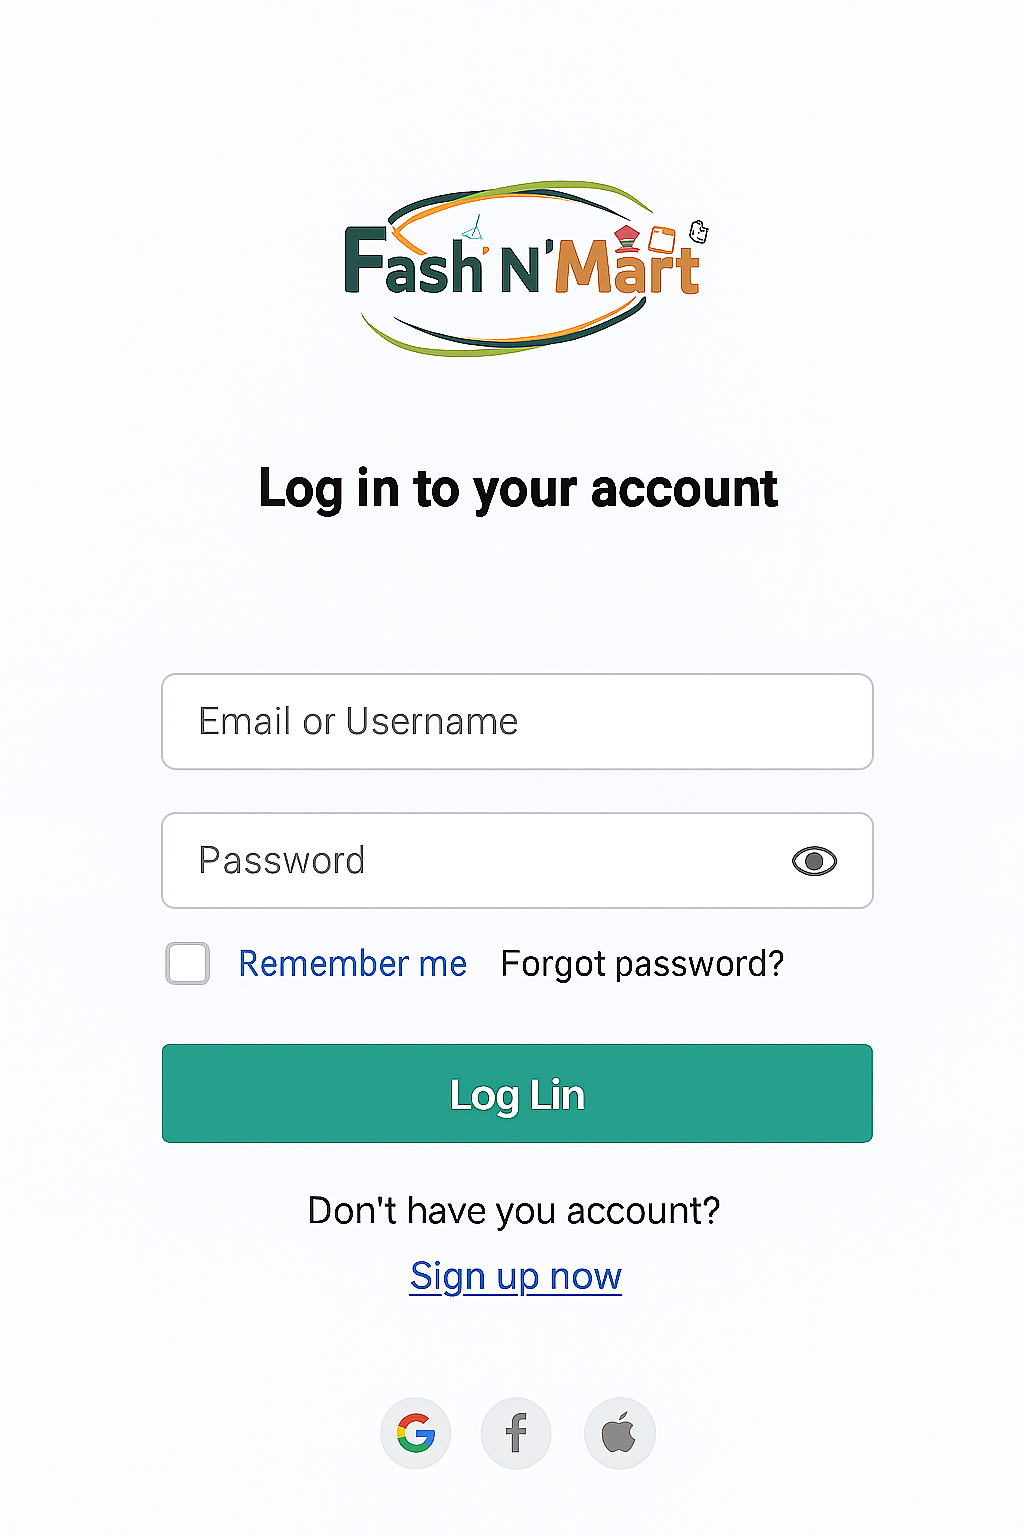 Fash N'Mart
Log in to your account
Email or Username
Password
Remember me Forgot password?
Log Lin
Don't have you account?
Sign up now